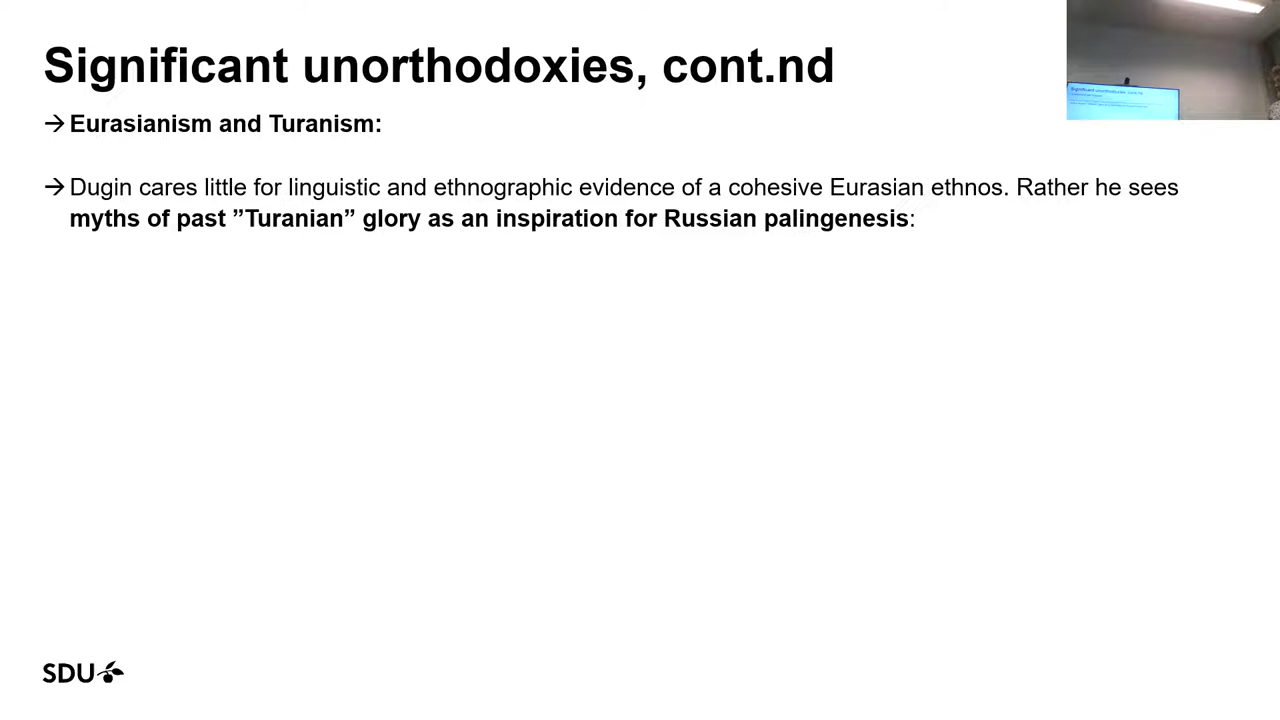 Significant unorthodoxies, cont.nd
→ Eurasianism and Turanism:
→ Dugin cares little for linguistic and ethnographic evidence of a cohesive Eurasian ethnos. Rather he sees
myths of past ”Turanian” glory as an inspiration for Russian palingenesis:
SDU